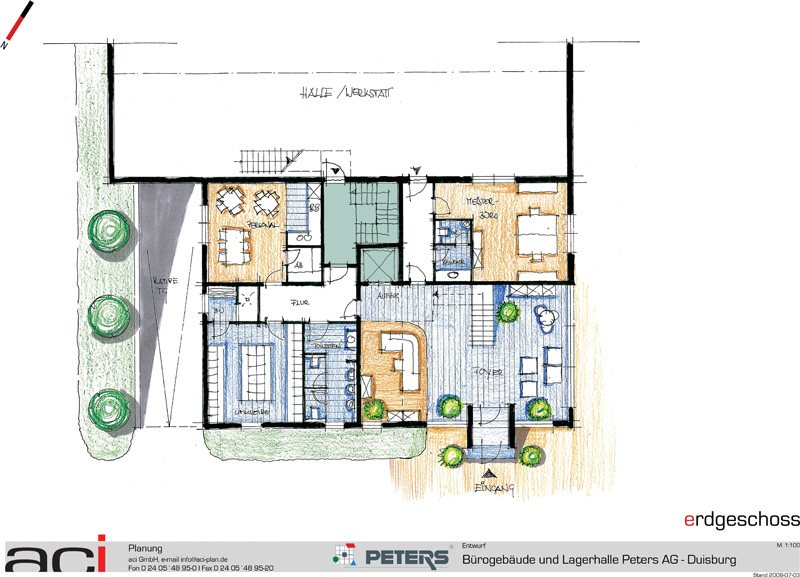 N
HALLE / WERKSTATT
PERSONAL
MEISTER
BÜRO
RAMPE
TG
FLUR
AUFZUG
FOYER
UMKLEIDE
EINGANG
erdgeschoss
aci
Planung
aci GmbH, e-mail info@aci-plan.de
Fon 0 24 05 ' 48 95-0 I Fax 0 24 05 ' 48 95-20
PETERS
Entwurf
M. 1:100
Bürogebäude und Lagerhalle Peters AG - Duisburg
Stand 2008-07-03